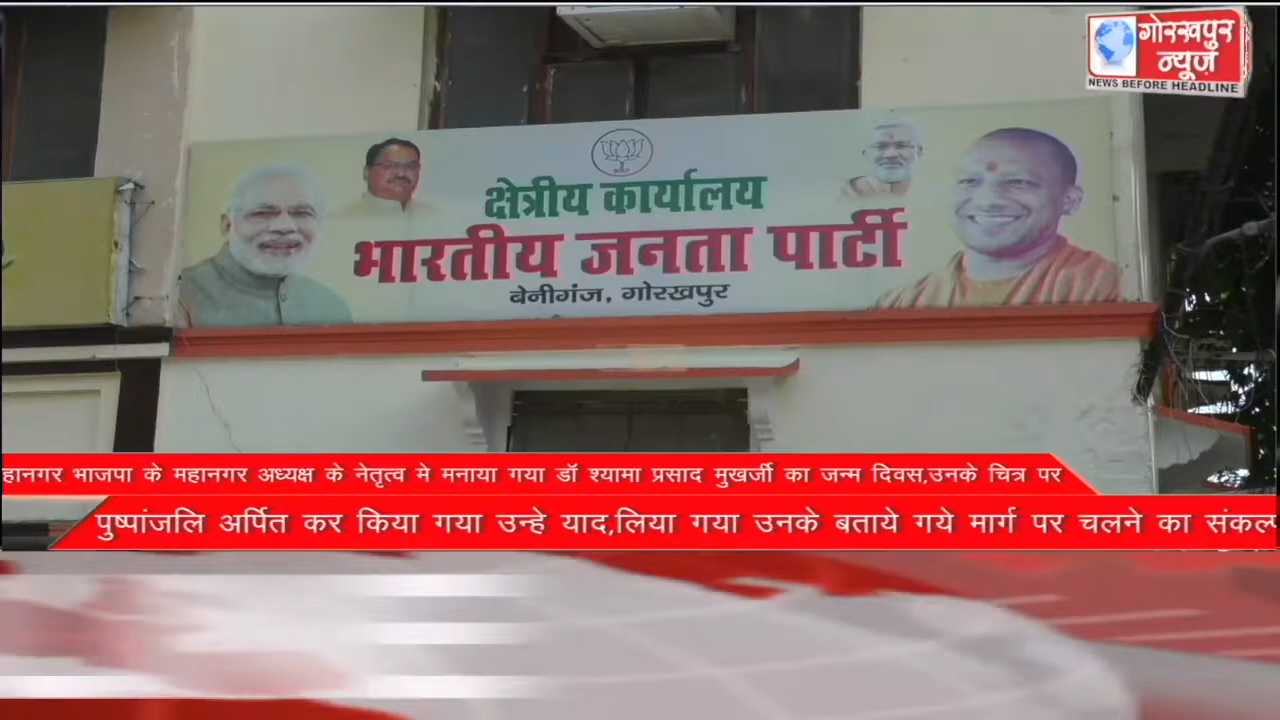 गोरखपुर
न्यूज़
NEWS BEFORE HEADLINE
क्षेत्रीय कार्यालय
भारतीय जनता पार्टी
बेनीगंज, गोरखपुर
हानगर भाजपा के महानगर अध्यक्ष के नेतृत्व मे मनाया गया डॉ श्यामा प्रसाद मुखर्जी का जन्म दिवस,उनके चित्र पर
पुष्पांजलि अर्पित कर किया गया उन्हे याद,लिया गया उनके बताये गये मार्ग पर चलने का संकल्प